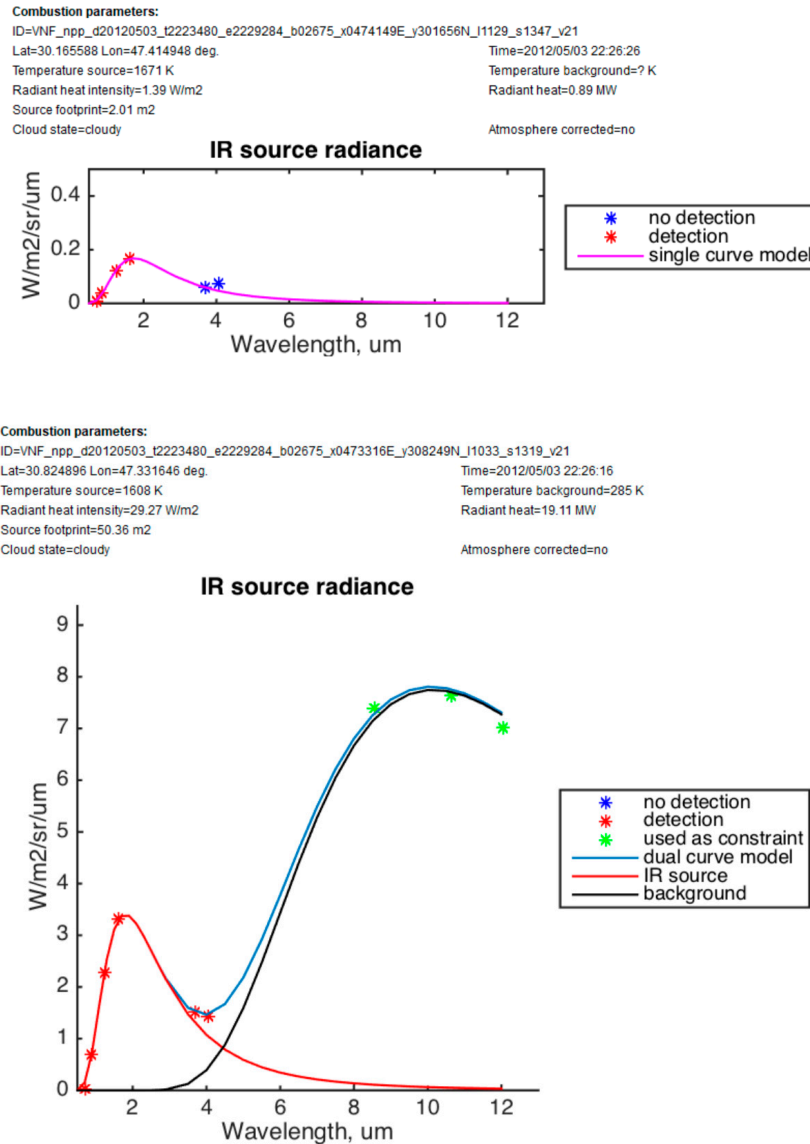 Combustion parameters:
ID=VNF_npp_d20120503_t2223480_e2229284_b02675_x0474149E_y301656N_l1129_s1347_v21
Lat=30.165588 Lon=47.414948 deg. Time=2012/05/03 22:26:26
Temperature source=1671 K Temperature background=? K
Radiant heat intensity=1.39 W/m2 Radiant heat=0.89 MW
Source footprint=2.01 m2
Cloud state=cloudy Atmosphere corrected=no
IR source radiance
W/m2/sr/um
0.4
0.2
0
2 4 6 8 10 12
Wavelength, um
no detection
detection
single curve model
Combustion parameters:
ID=VNF_npp_d20120503_t2223480_e2229284_b02675_x0473316E_y308249N_l1033_s1319_v21
Lat=30.824896 Lon=47.331646 deg. Time=2012/05/03 22:26:16
Temperature source=1608 K Temperature background=285 K
Radiant heat intensity=29.27 W/m2 Radiant heat=19.11 MW
Source footprint=50.36 m2
Cloud state=cloudy Atmosphere corrected=no
IR source radiance
W/m2/sr/um
9
8
7
6
5
4
3
2
1
0
2 4 6 8 10 12
Wavelength, um
no detection
detection
used as constraint
dual curve model
IR source
background